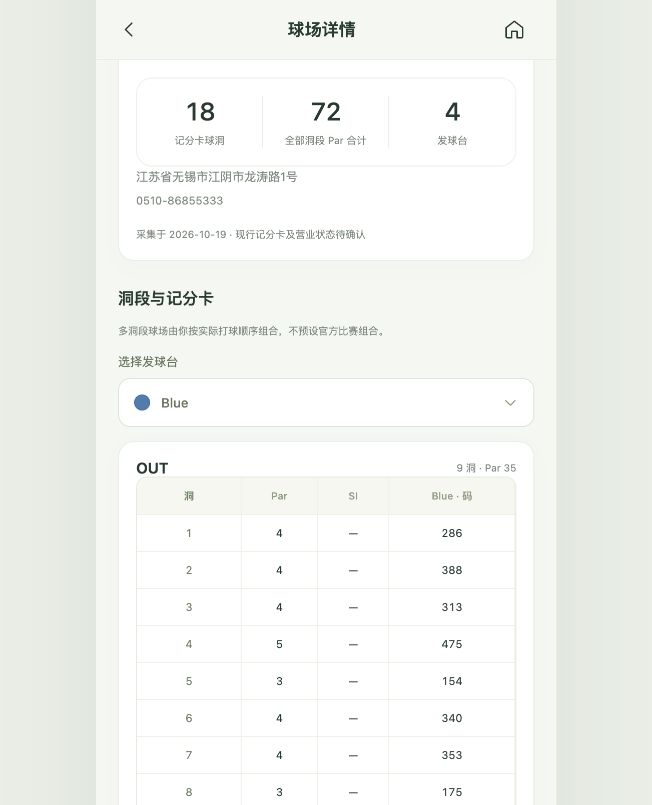 球场详情
18 72 4
记分卡球洞 全部洞段 Par 合计 发球台
江苏省无锡市江阴市龙涛路1号
0510-86855333
采集于 2026-10-19 · 现行记分卡及营业状态待确认
洞段与记分卡
多洞段球场由你按实际打球顺序组合，不预设官方比赛组合。
选择发球台
Blue
OUT 9 洞 · Par 35
洞 Par SI Blue · 码
1 4 — 286
2 4 — 388
3 4 — 313
4 5 — 475
5 3 — 154
6 4 — 340
7 4 — 353
8 3 — 175